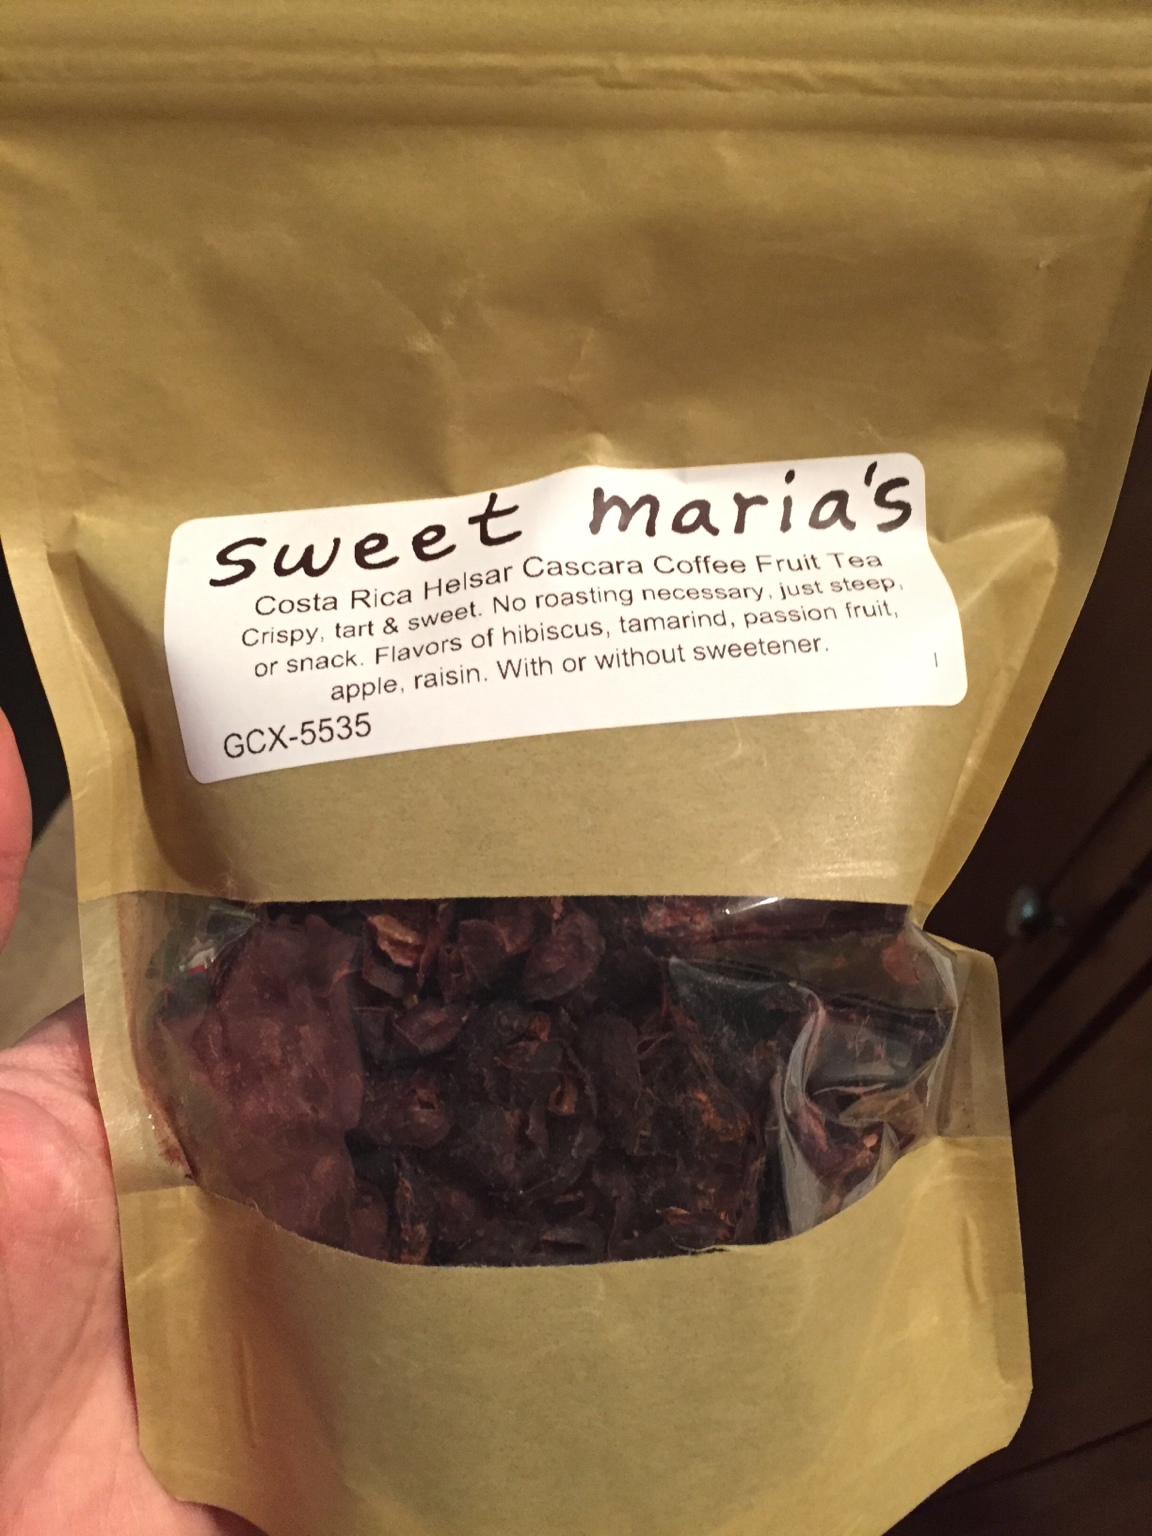 sweet maria's
Costa Rica Helsar Cascara Coffee Fruit Tea
Crispy, tart & sweet. No roasting necessary, just steep,
or snack. Flavors of hibiscus, tamarind, passion fruit,
apple, raisin. With or without sweetener.
GCX-5535